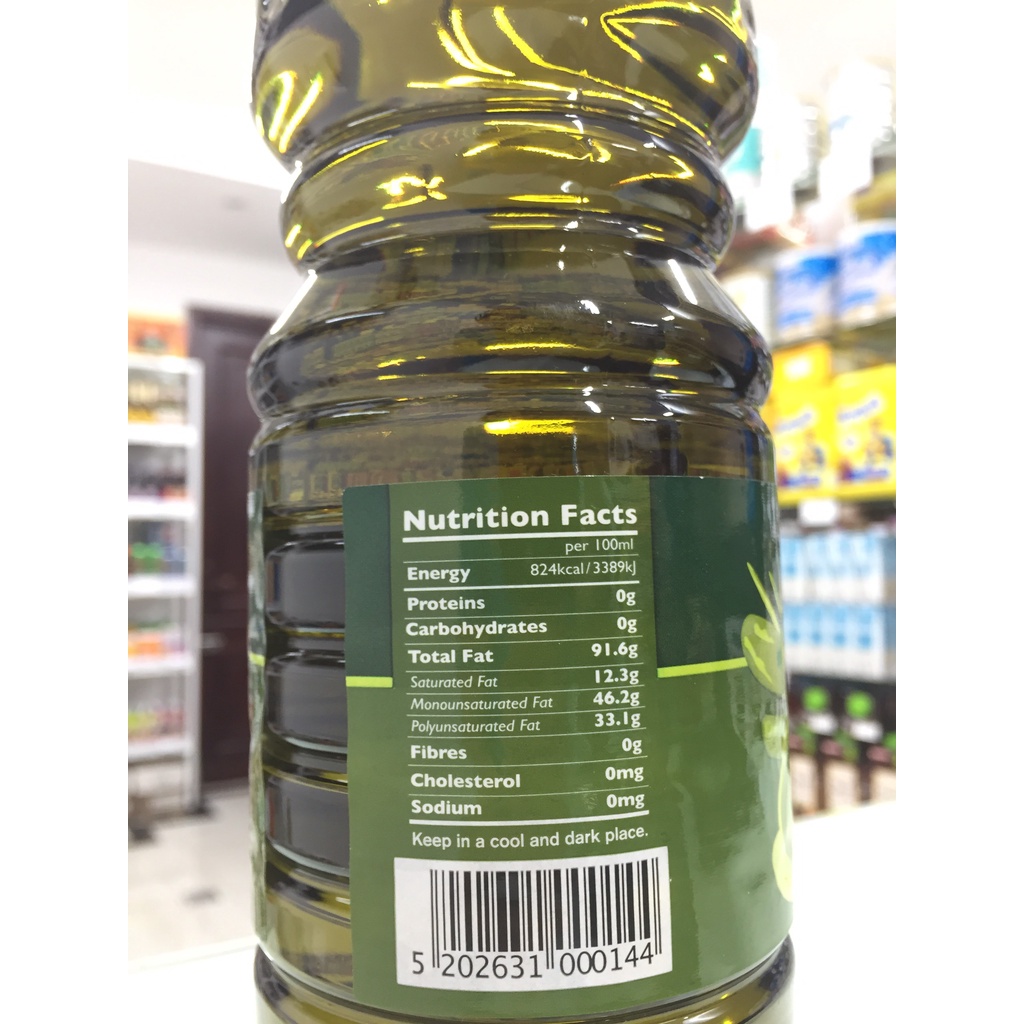 Nutrition Facts
per 100ml
Energy 824kcal/3389kJ
Proteins 0g
Carbohydrates 0g
Total Fat 91.6g
Saturated Fat 12.3g
Monounsaturated Fat 46.2g
Polyunsaturated Fat 33.1g
Fibres 0g
Cholesterol 0mg
Sodium 0mg
Keep in a cool and dark place.
5 202631 000144